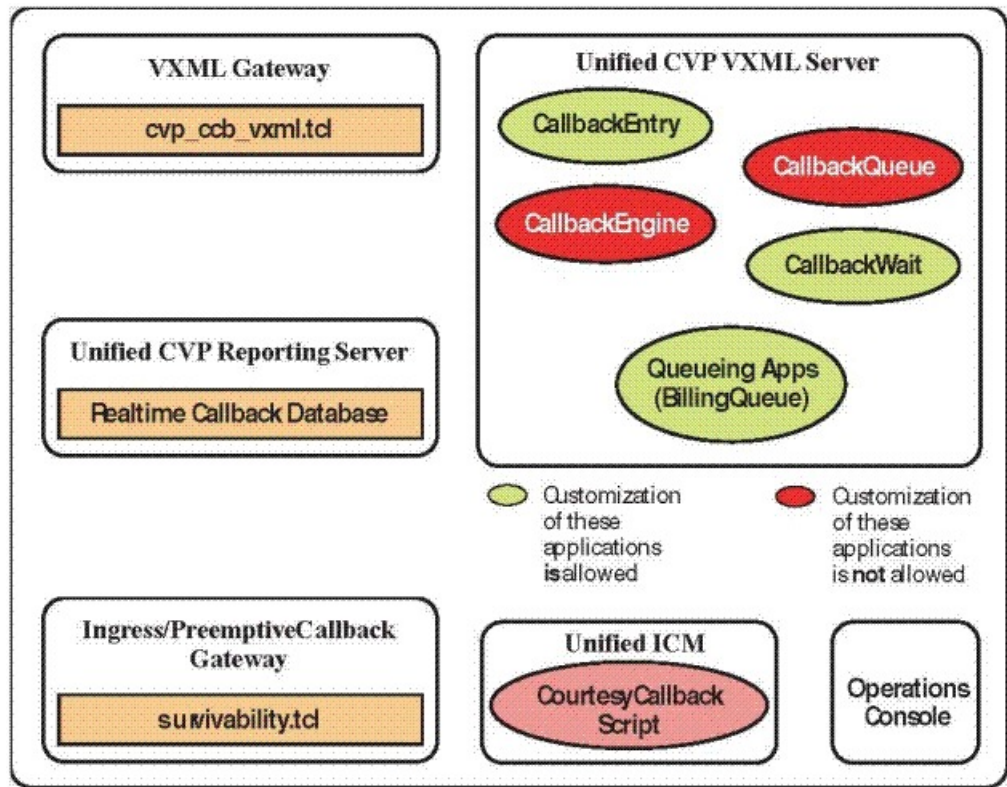 VXML Gateway
cvp_ccb_vxml.tcl
Unified CVP VXML Server
CallbackEntry
CallbackQueue
CallbackEngine
CallbackWait
Queueing Apps
(BillingQueue)
Unified CVP Reporting Server
Realtime Callback Database
Customization
of these
applications
is allowed
Customization
of these
applications
is not allowed
Ingress/PreemptiveCallback
Gateway
survivability.tcl
Unified ICM
CourtesyCallback
Script
Operations
Console